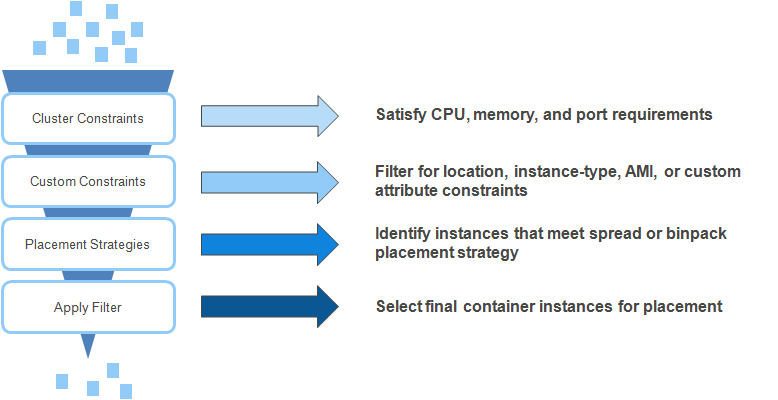 Cluster Constraints
Satisfy CPU, memory, and port requirements
Custom Constraints
Filter for location, instance-type, AMI, or custom
attribute constraints
Placement Strategies
Identify instances that meet spread or binpack
placement strategy
Apply Filter
Select final container instances for placement